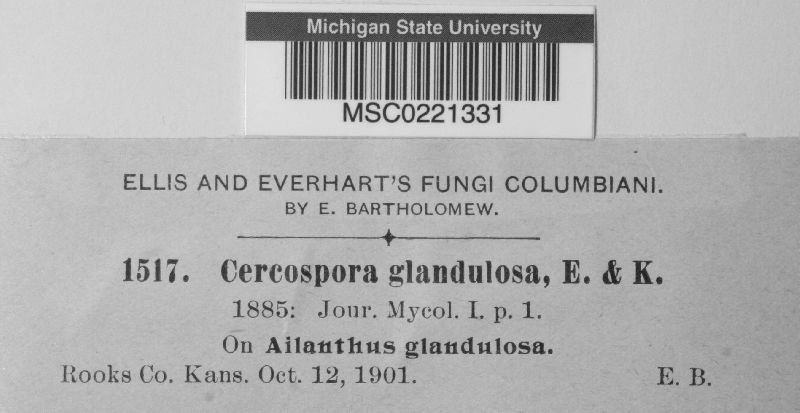 Michigan State University
MSC0221331
ELLIS AND EVERHART'S FUNGI COLUMBIANI.
BY E. BARTHOLOMEW.
1517. Cercospora glandulosa, E. & K.
1885: Jour. Mycol. I. p. 1.
On Ailanthus glandulosa.
Rooks Co. Kans. Oct. 12, 1901. E. B.